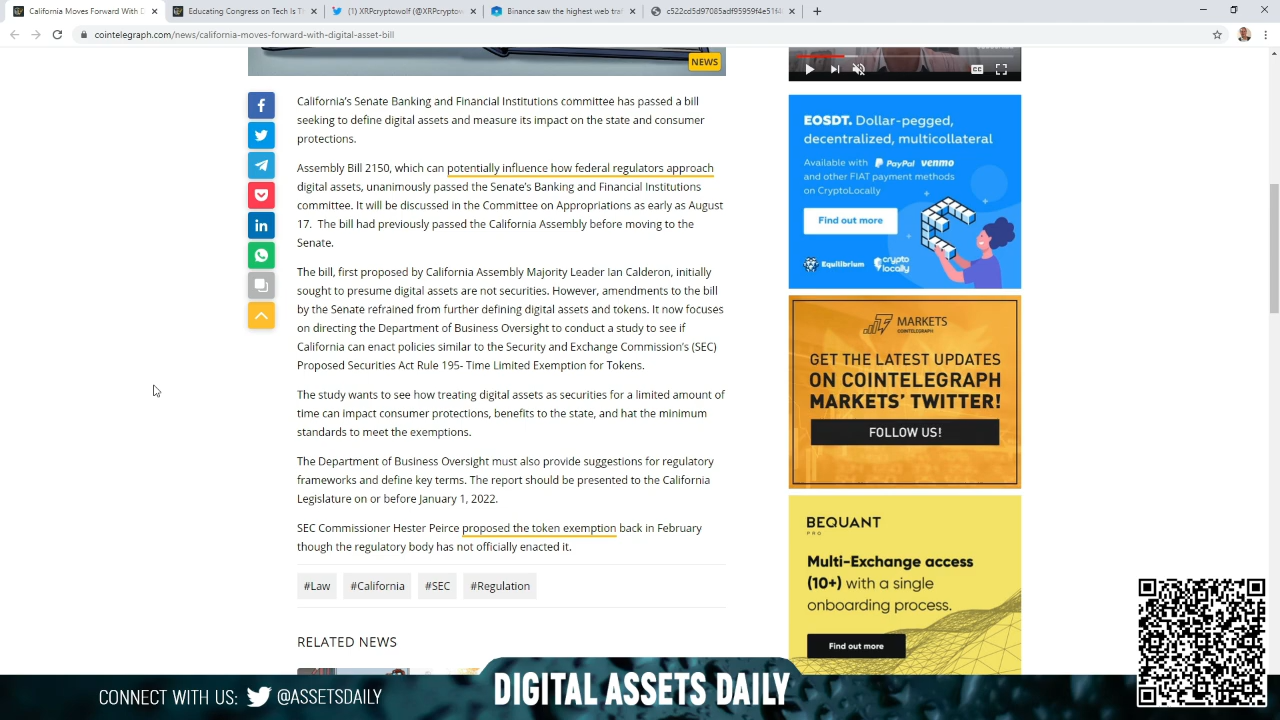 California Moves Forward With D
Educating Congress on Tech Is Th
(1) XRPcryptowolf (@XRPcryptow
Binance saw the highest web traf
c522cd5d97085adf95959f4e51f4
cointelegraph.com/news/california-moves-forward-with-digital-asset-bill
NEWS
California's Senate Banking and Financial Institutions committee has passed a bill
seeking to define digital assets and measure its impact on the state and consumer
protections.
Assembly Bill 2150, which can potentially influence how federal regulators approach
digital assets, unanimously passed the Senate's Banking and Financial Institutions
committee. It will be discussed in the Committee on Appropriations as early as August
17. The bill had previously passed the California Assembly before moving to the
Senate.
The bill, first proposed by California Assembly Majority Leader Ian Calderon, initially
sought to presume digital assets are not securities. However, amendments to the bill
by the Senate refrained from further defining digital assets and tokens. It now focuses
on directing the Department of Business Oversight to conduct a study to see if
California can enact policies similar to the Security and Exchange Commission's (SEC)
Proposed Securities Act Rule 195- Time Limited Exemption for Tokens.
The study wants to see how treating digital assets as securities for a limited amount of
time can impact consumer protections, benefits to the state, and hat the minimum
standards to meet the exemptions.
The Department of Business Oversight must also provide suggestions for regulatory
frameworks and define key terms. The report should be presented to the California
Legislature on or before January 1, 2022.
SEC Commissioner Hester Peirce proposed the token exemption back in February
though the regulatory body has not officially enacted it.
#Law
#California
#SEC
#Regulation
RELATED NEWS
CC
EOSDT. Dollar-pegged,
decentralized, multicollateral
Available with PayPal venmo
and other FIAT payment methods
on CryptoLocally
Find out more
Equilibrium
crypto
locally
MARKETS
COINTELEGRAPH
GET THE LATEST UPDATES
ON COINTELEGRAPH
MARKETS' TWITTER!
FOLLOW US!
BEQUANT
PRO
Multi-Exchange access
(10+) with a single
onboarding process.
Find out more
CONNECT WITH US: @ASSETSDAILY
DIGITAL ASSETS DAILY